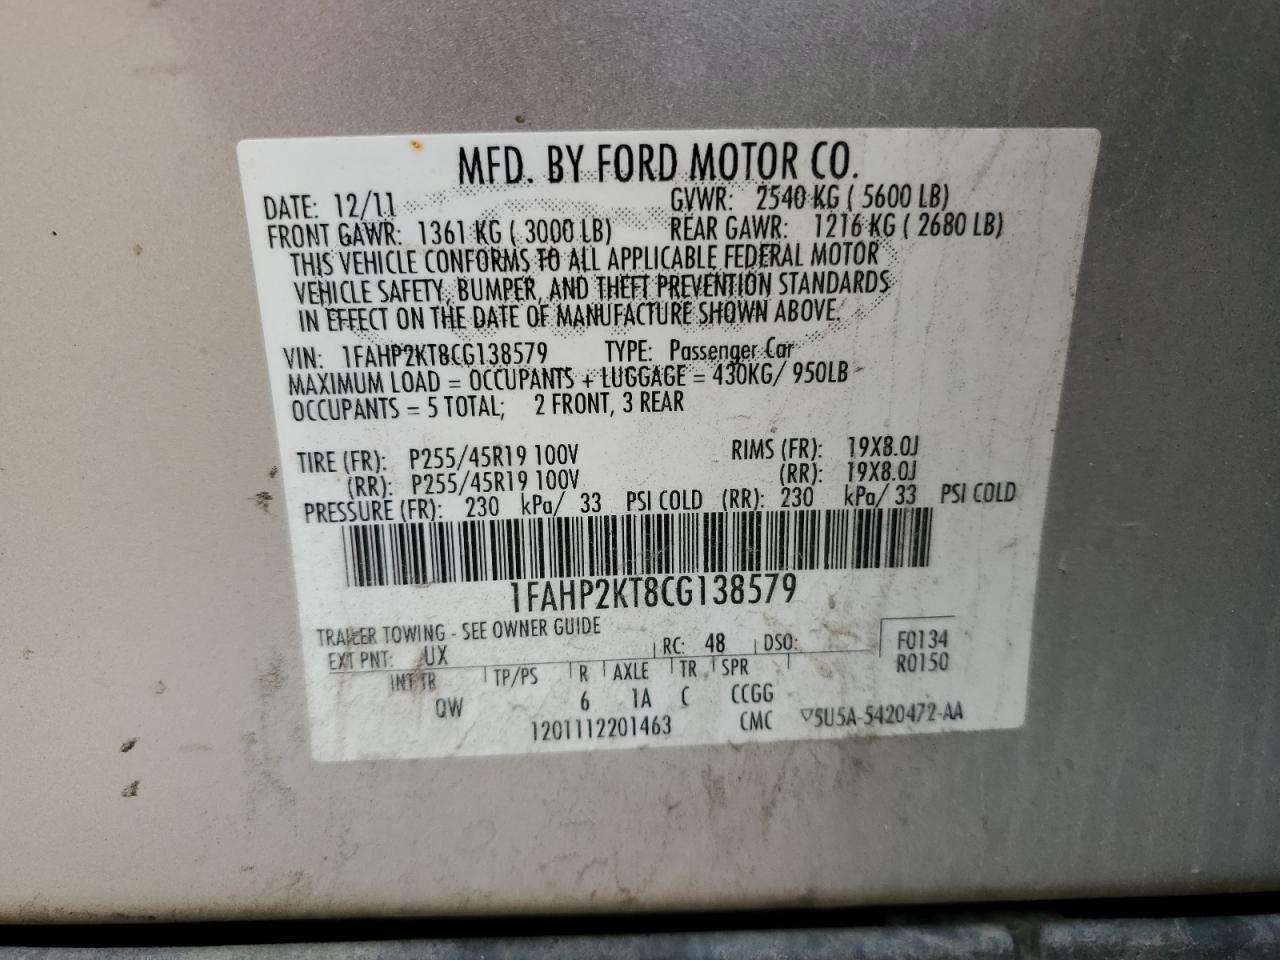 MFD. BY FORD MOTOR CO.
DATE: 12/11 GVWR: 2540 KG ( 5600 LB)
FRONT GAWR: 1361 KG ( 3000 LB) REAR GAWR: 1216 KG ( 2680 LB)
THIS VEHICLE CONFORMS TO ALL APPLICABLE FEDERAL MOTOR
VEHICLE SAFETY, BUMPER, AND THEFT PREVENTION STANDARDS
IN EFFECT ON THE DATE OF MANUFACTURE SHOWN ABOVE.
VIN: 1FAHP2KT8CG138579 TYPE: Passenger Car
MAXIMUM LOAD = OCCUPANTS + LUGGAGE = 430KG/ 950LB
OCCUPANTS = 5 TOTAL; 2 FRONT, 3 REAR
TIRE (FR): P255/45R19 100V RIMS (FR): 19X8.0J
(RR): P255/45R19 100V (RR): 19X8.0J
PRESSURE (FR): 230 kPa/ 33 PSI COLD (RR): 230 kPa/ 33 PSI COLD
1FAHP2KT8CG138579
TRAILER TOWING - SEE OWNER GUIDE
EXT PNT: UX RC: 48 DSO: F0134
R0150
INT TR TP/PS R AXLE TR SPR
QW 6 1A C CCGG
1201112201463 CMC ▽5U5A-5420472-AA